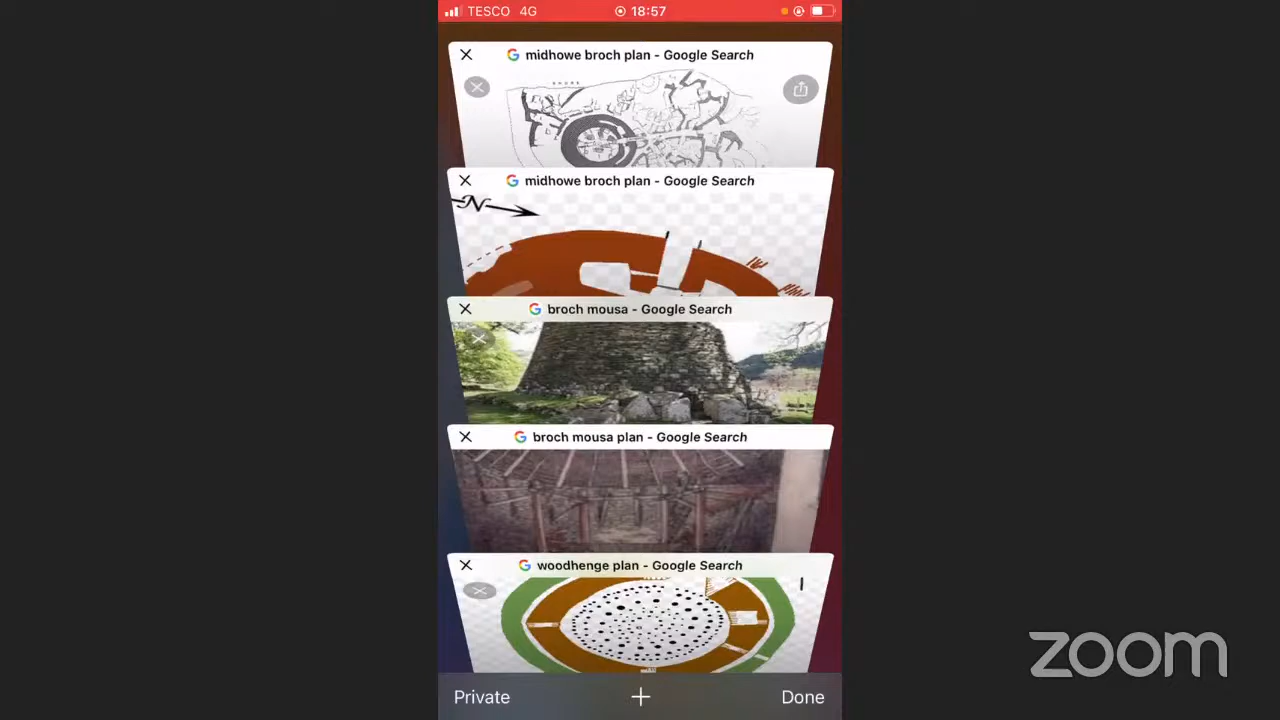 TESCO 4G 18:57
midhowe broch plan - Google Search
midhowe broch plan - Google Search
N
broch mousa - Google Search
broch mousa plan - Google Search
woodhenge plan - Google Search
Private + Done
zoom